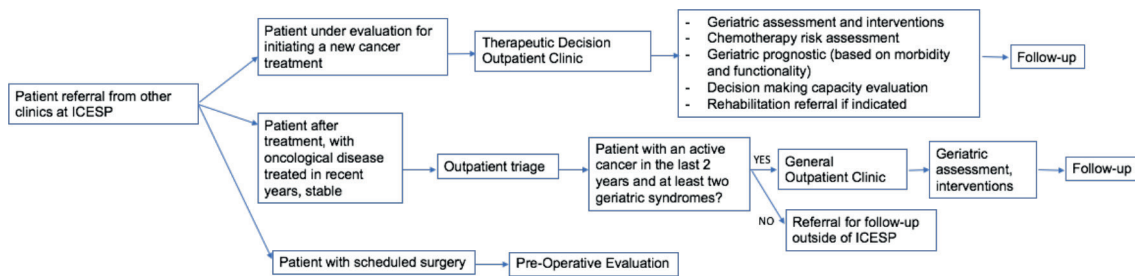 Patient referral from other
clinics at ICESP
Patient under evaluation for
initiating a new cancer
treatment
Therapeutic Decision
Outpatient Clinic
- Geriatric assessment and interventions
- Chemotherapy risk assessment
- Geriatric prognostic (based on morbidity
and functionality)
- Decision making capacity evaluation
- Rehabilitation referral if indicated
Follow-up
Patient after
treatment, with
oncological disease
treated in recent
years, stable
Outpatient triage
Patient with an active
cancer in the last 2
years and at least two
geriatric syndromes?
YES
General
Outpatient Clinic
Geriatric
assessment,
interventions
Follow-up
NO
Referral for follow-up
outside of ICESP
Patient with scheduled surgery
Pre-Operative Evaluation